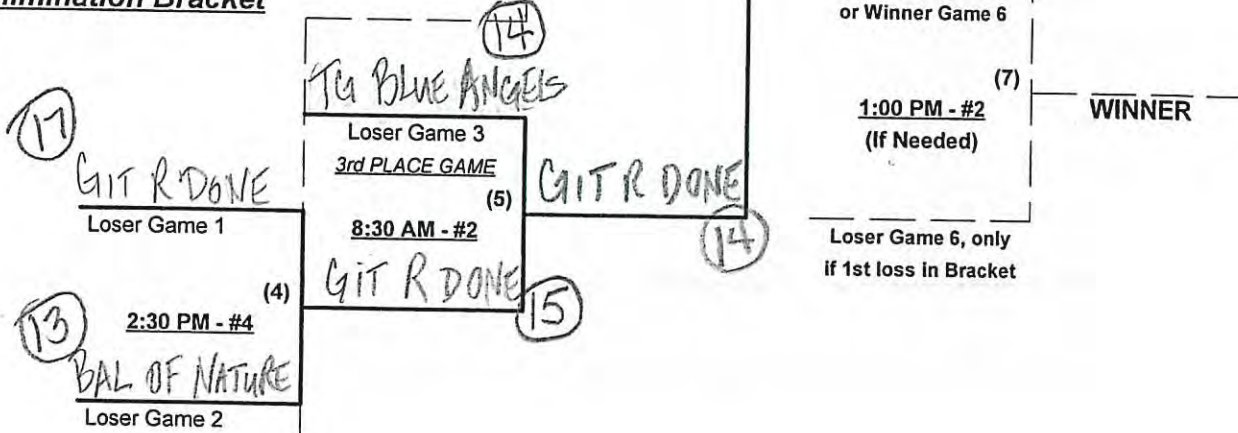 imination Bracket
or Winner Game 6
14
TG BLUE ANGELS
(7)
1:00 PM - #2
WINNER
(If Needed)
Loser Game 3
3rd PLACE GAME
17
GIT R DONE
(5)
GIT R DONE
Loser Game 1
8:30 AM - #2
14
Loser Game 6, only
if 1st loss in Bracket
GIT R DONE
(4)
15
13
2:30 PM - #4
BAL OF NATURE
Loser Game 2